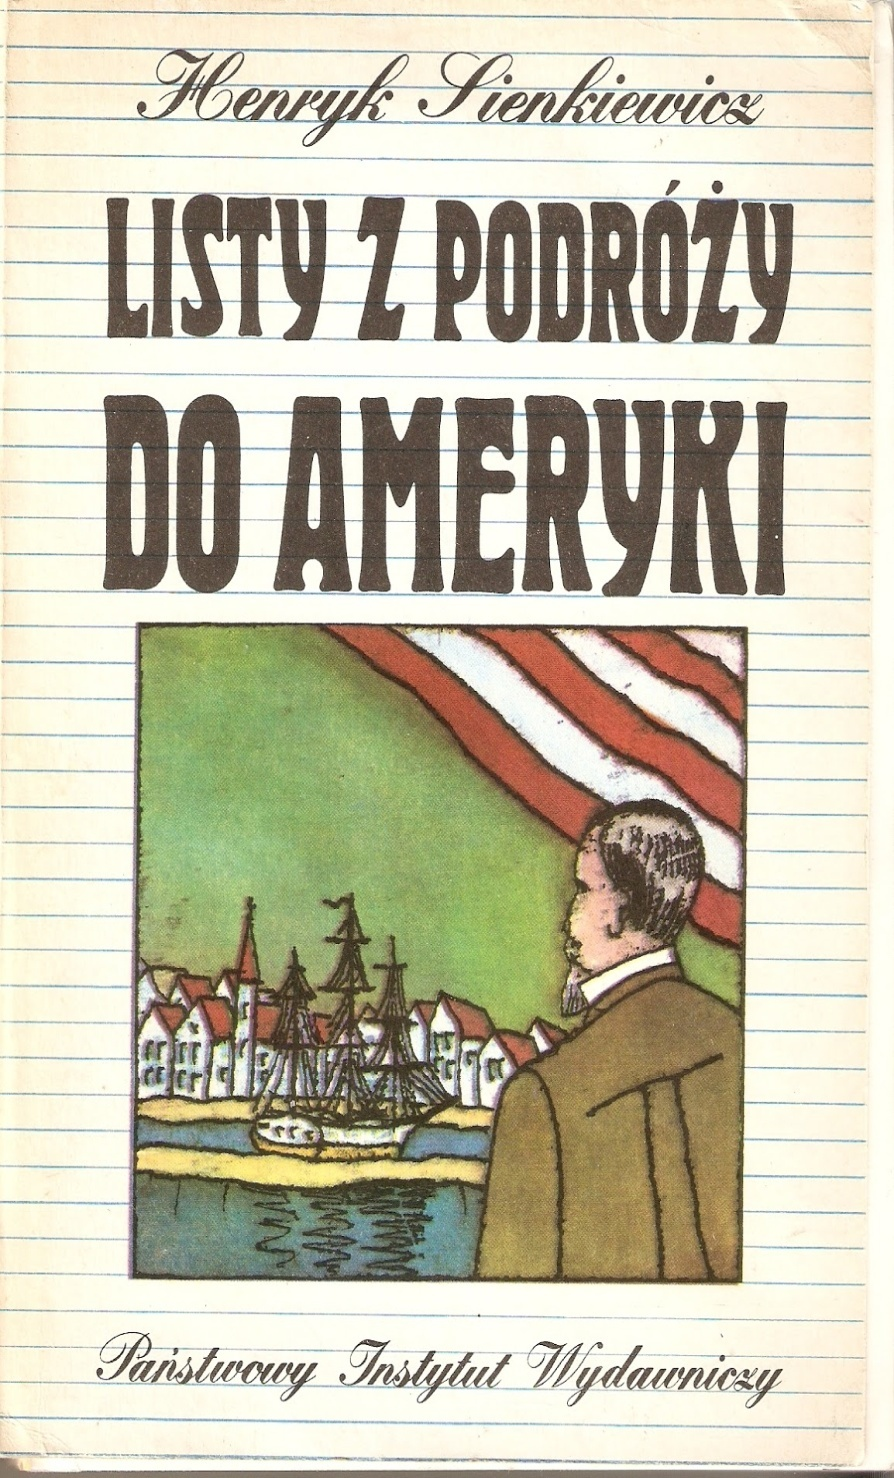 Henryk Sienkiewicz
LISTY Z PODRÓŻY
DO AMERYKI
Państwowy Instytut Wydawniczy